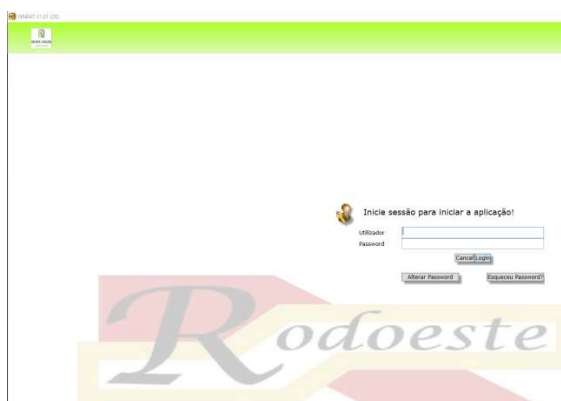 Inicie sessão para iniciar a aplicação!
Utilizador
Password
Cancel Login
Alterar Password Esqueceu Password?
Rodoeste